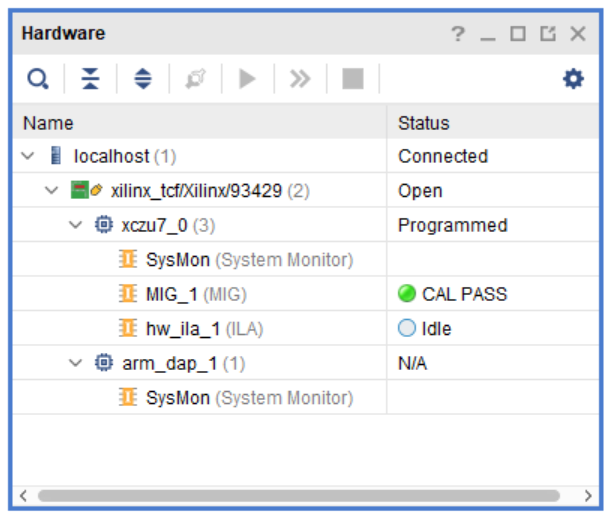 Hardware
Name Status
localhost (1) Connected
xilinx_tcf/Xilinx/93429 (2) Open
xczu7_0 (3) Programmed
SysMon (System Monitor)
MIG_1 (MIG) CAL PASS
hw_ila_1 (ILA) Idle
arm_dap_1 (1) N/A
SysMon (System Monitor)